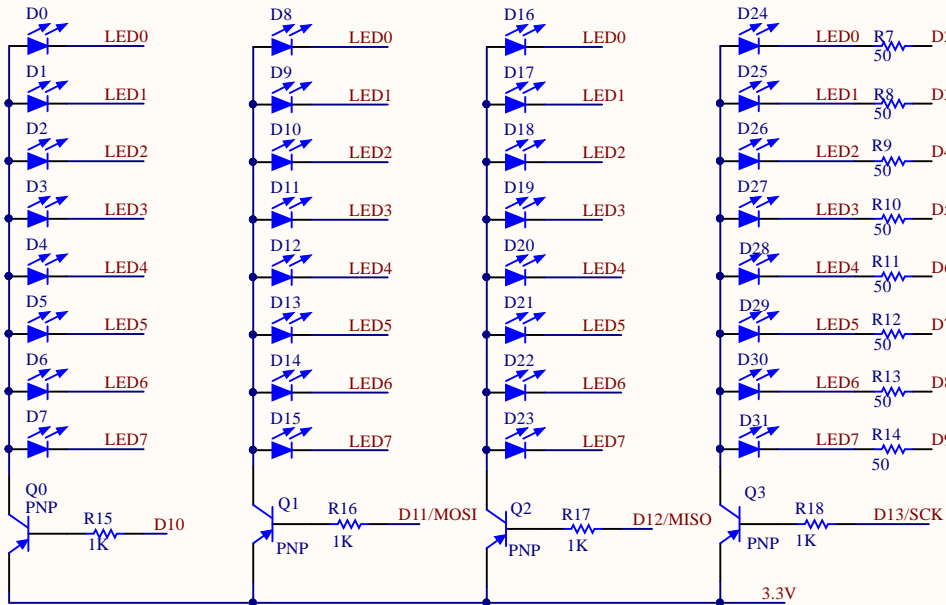 D0 D8 D16 D24
LED0 LED0 LED0 LED0 R7
50
D1 D9 D17 D25
LED1 LED1 LED1 LED1 R8
50
D2 D10 D18 D26
LED2 LED2 LED2 LED2 R9 D4
50
D3 D11 D19 D27
LED3 LED3 LED3 LED3 R10
50
D4 D12 D20 D28
LED4 LED4 LED4 LED4 R11 D6
50
D5 D13 D21 D29
LED5 LED5 LED5 LED5 R12 D7
50
D6 D14 D22 D30
LED6 LED6 LED6 LED6 R13 D8
50
D7 D15 D23 D31
LED7 LED7 LED7 LED7 R14 D9
50
Q0 Q1 Q2 Q3
PNP R15 D10 R16 D11/MOSI R17 D12/MISO R18 D13/SCK
1K PNP 1K PNP 1K PNP 1K
3.3V